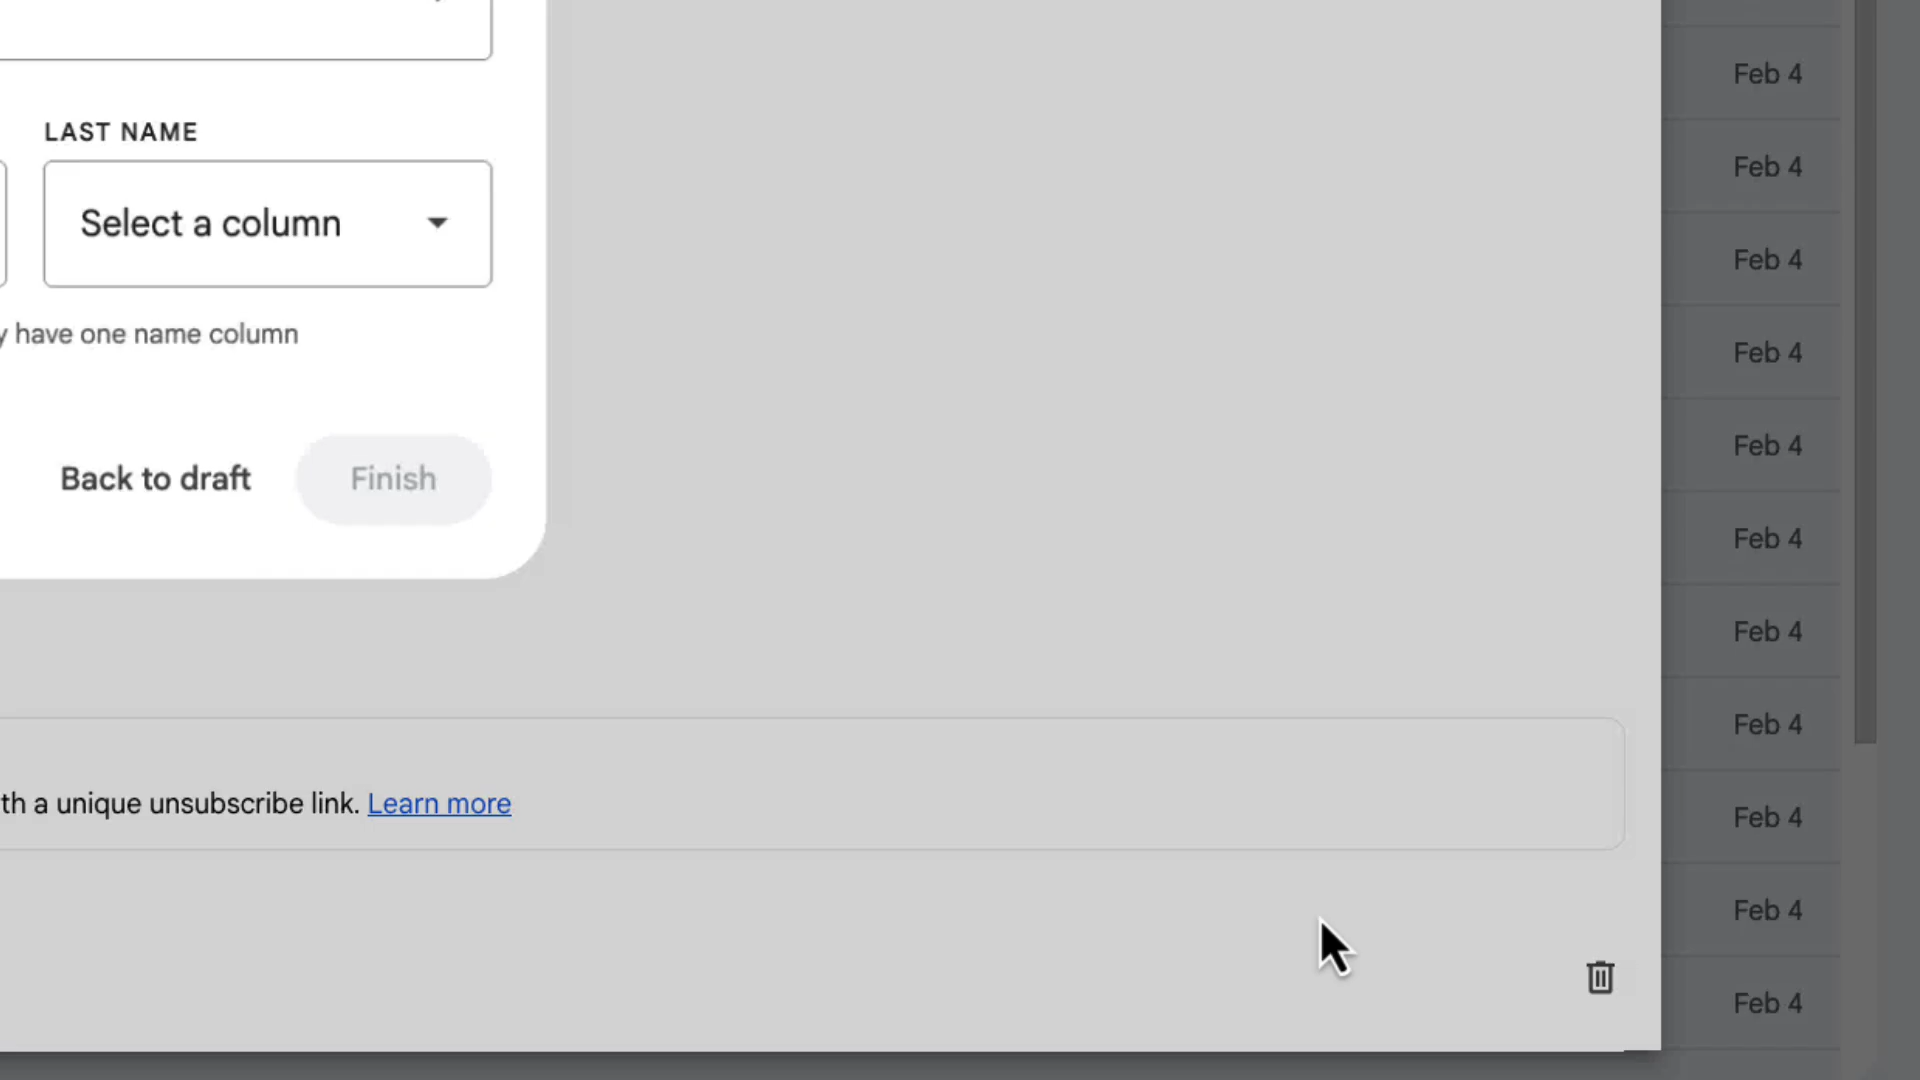 LAST NAME
Select a column
have one name column
Back to draft
Finish
a unique unsubscribe link. Learn more
Feb 4
Feb 4
Feb 4
Feb 4
Feb 4
Feb 4
Feb 4
Feb 4
Feb 4
Feb 4
Feb 4